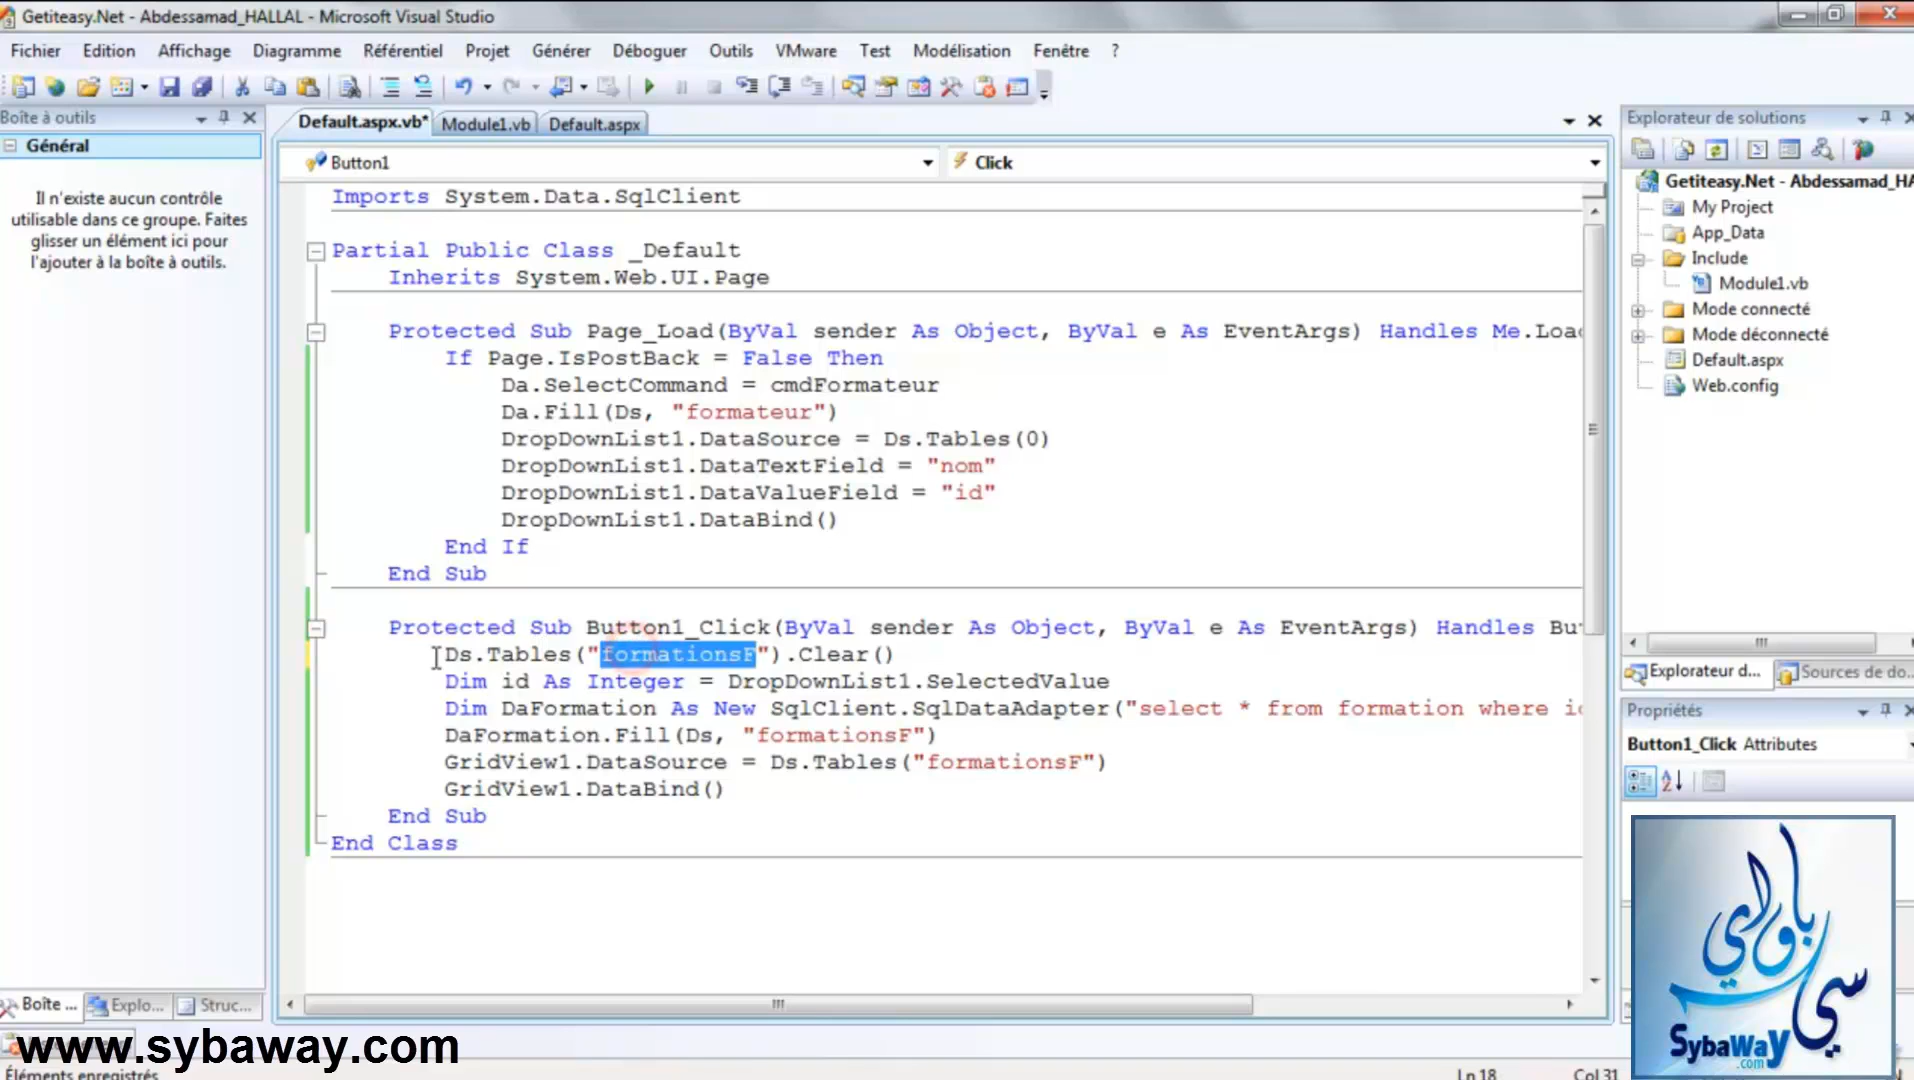 Getiteasy.Net - Abdessamad_HALLAL - Microsoft Visual Studio
Fichier Edition Affichage Diagramme Référentiel Projet Générer Déboguer Outils VMware Test Modélisation Fenêtre ?
Boîte à outils
Général
Il n'existe aucun contrôle
utilisable dans ce groupe. Faites
glisser un élément ici pour
l'ajouter à la boîte à outils.
Boîte ... Explo... Struc...
Default.aspx.vb* Module1.vb Default.aspx
Button1 Click
Imports System.Data.SqlClient
Partial Public Class _Default
Inherits System.Web.UI.Page
Protected Sub Page_Load(ByVal sender As Object, ByVal e As EventArgs) Handles Me.Load
If Page.IsPostBack = False Then
Da.SelectCommand = cmdFormateur
Da.Fill(Ds, "formateur")
DropDownList1.DataSource = Ds.Tables(0)
DropDownList1.DataTextField = "nom"
DropDownList1.DataValueField = "id"
DropDownList1.DataBind()
End If
End Sub
Protected Sub Button1_Click(ByVal sender As Object, ByVal e As EventArgs) Handles Bu
Ds.Tables("formationsF").Clear()
Dim id As Integer = DropDownList1.SelectedValue
Dim DaFormation As New SqlClient.SqlDataAdapter("select * from formation where i
DaFormation.Fill(Ds, "formationsF")
GridView1.DataSource = Ds.Tables("formationsF")
GridView1.DataBind()
End Sub
End Class
Explorateur de solutions
Getiteasy.Net - Abdessamad_HA
My Project
App_Data
Include
Module1.vb
Mode connecté
Mode déconnecté
Default.aspx
Web.config
Explorateur d... Sources de do...
Propriétés
Button1_Click Attributes
باواي
سي
SybaWay
.com
www.sybaway.com
Éléments enregistrés
Ln 18 Col 31